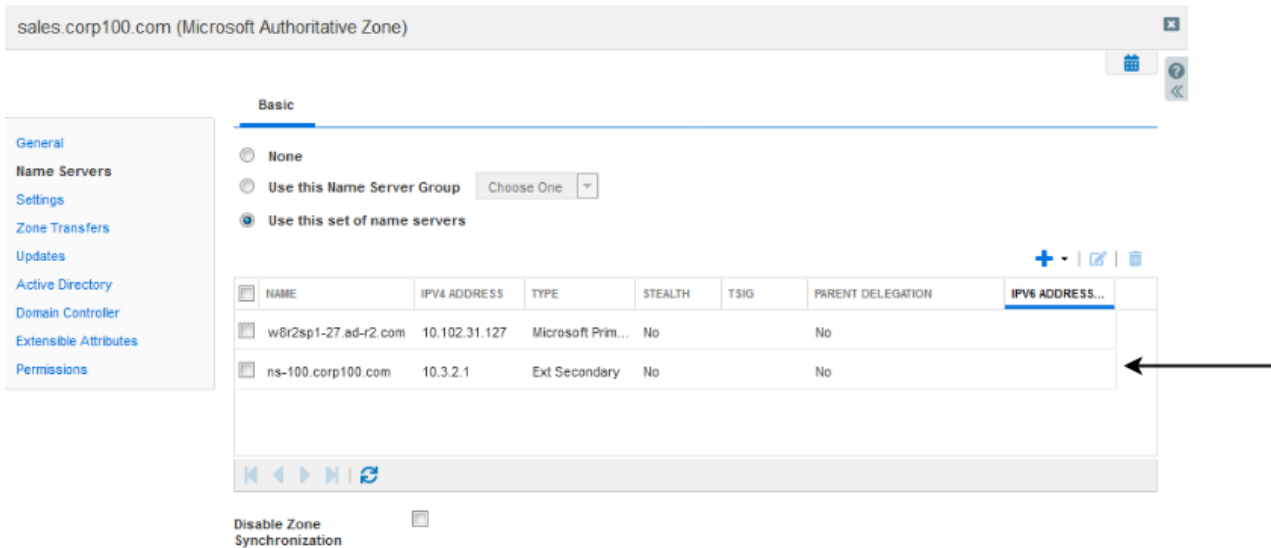 sales.corp100.com (Microsoft Authoritative Zone)
Basic
General
Name Servers
Settings
Zone Transfers
Updates
Active Directory
Domain Controller
Extensible Attributes
Permissions
None
Use this Name Server Group Choose One
Use this set of name servers
NAME IPV4 ADDRESS TYPE STEALTH TSIG PARENT DELEGATION IPV6 ADDRESS...
w8r2sp1-27.ad-r2.com 10.102.31.127 Microsoft Prim... No No
ns-100.corp100.com 10.3.2.1 Ext Secondary No No
Disable Zone
Synchronization